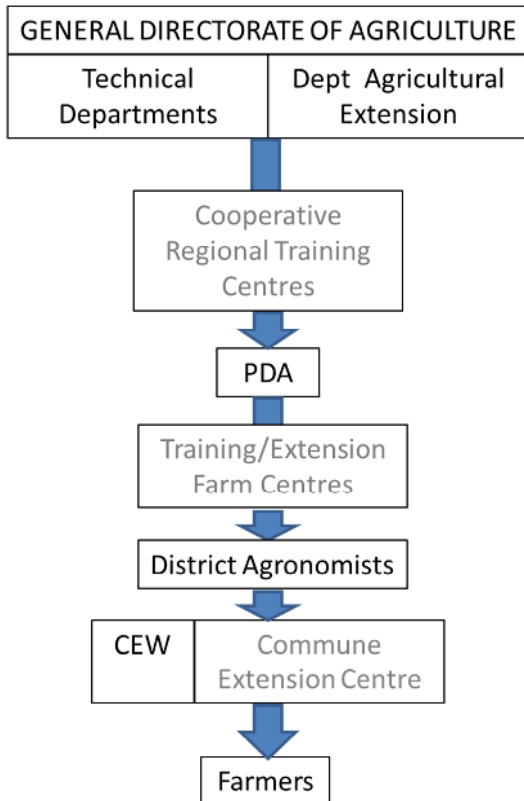 GENERAL DIRECTORATE OF AGRICULTURE
Technical
Departments
Dept Agricultural
Extension
Cooperative
Regional Training
Centres
PDA
Training/Extension
Farm Centres
District Agronomists
CEW
Commune
Extension Centre
Farmers